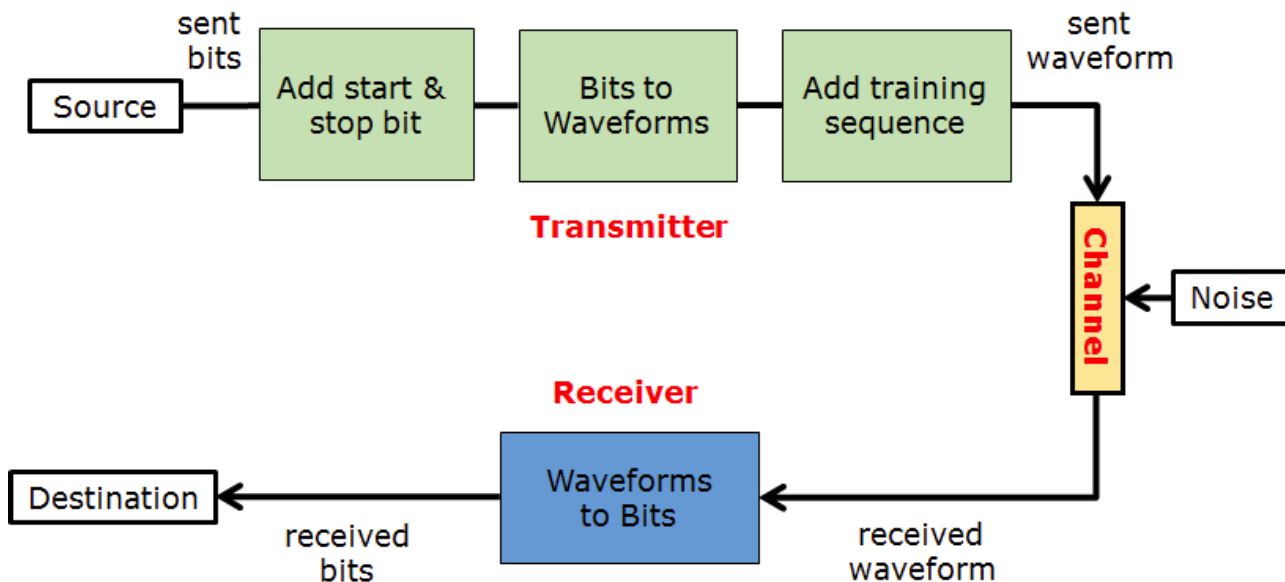 sent
bits
Source
Add start &
stop bit
Bits to
Waveforms
Add training
sequence
sent
waveform
Transmitter
Channel
Noise
Receiver
Waveforms
to Bits
Destination
received
bits
received
waveform